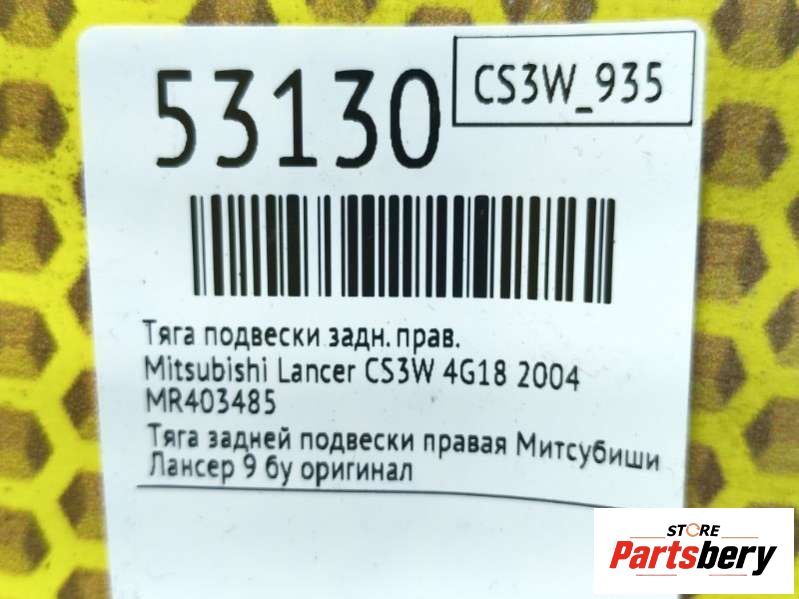 53130
CS3W_935
Тяга подвески задн. прав.
Mitsubishi Lancer CS3W 4G18 2004
MR403485
Тяга задней подвески правая Митсубиши
Лансер 9 бу оригинал
STORE
Partsbery